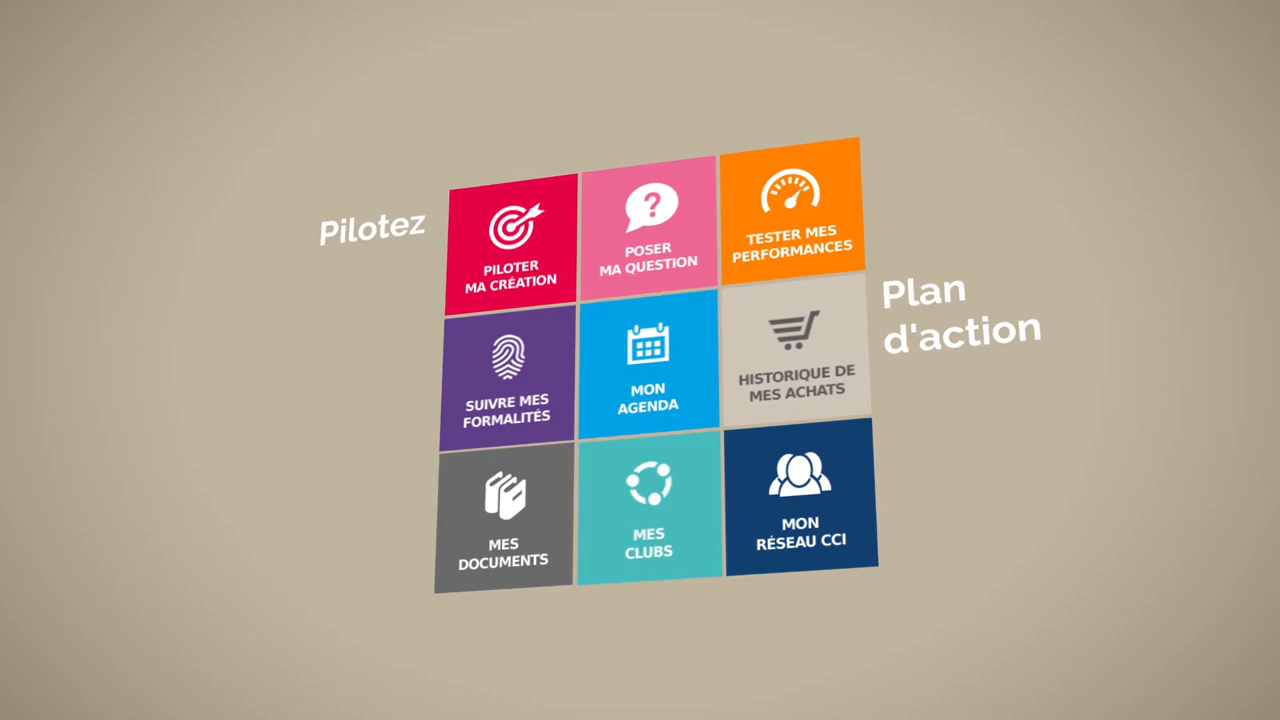 Pilotez
PILOTER
MA CRÉATION
POSER
MA QUESTION
TESTER MES
PERFORMANCES
SUIVRE MES
FORMALITÉS
MON
AGENDA
HISTORIQUE DE
MES ACHATS
Plan
d'action
MES
DOCUMENTS
MES
CLUBS
MON
RÉSEAU CCI